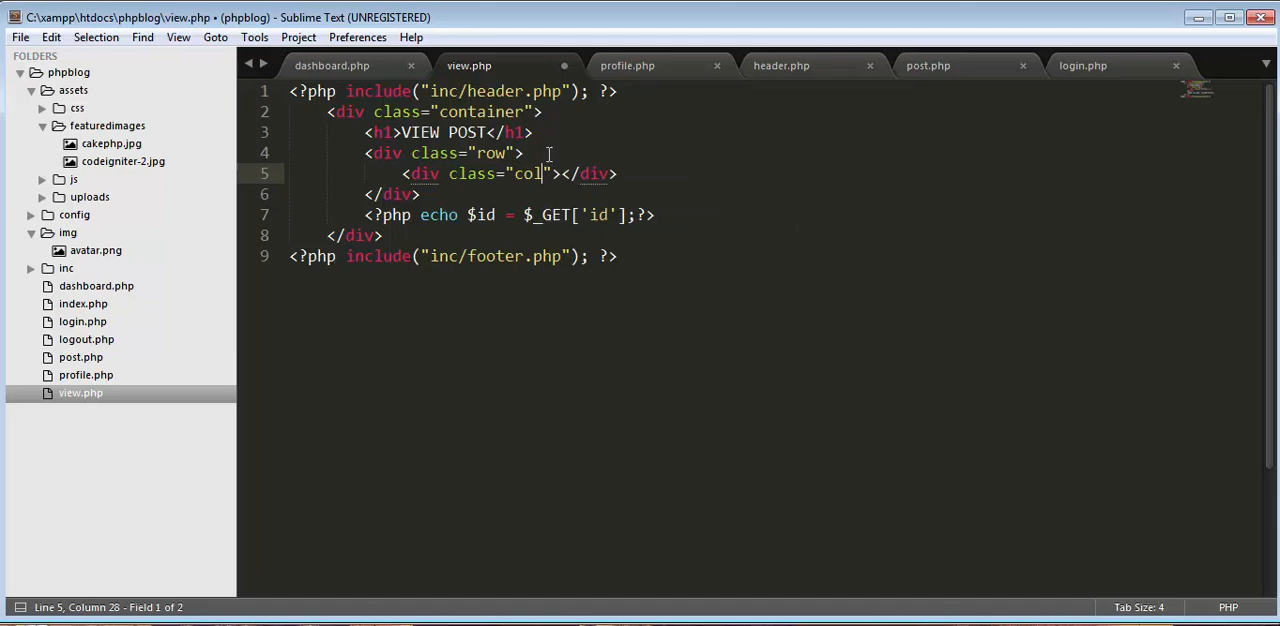 C:\xampp\htdocs\phpblog\view.php • (phpblog) - Sublime Text (UNREGISTERED)
File Edit Selection Find View Goto Tools Project Preferences Help
FOLDERS
phpblog
assets
css
featuredimages
cakephp.jpg
codeigniter-2.jpg
js
uploads
config
img
avatar.png
inc
dashboard.php
index.php
login.php
logout.php
post.php
profile.php
view.php
dashboard.php × view.php profile.php × header.php × post.php × login.php ×
1 <?php include("inc/header.php"); ?>
2 <div class="container">
3 <h1>VIEW POST</h1>
4 <div class="row">
5 <div class="col"></div>
6 </div>
7 <?php echo $id = $_GET['id'];?>
8 </div>
9 <?php include("inc/footer.php"); ?>
Line 5, Column 28 - Field 1 of 2 Tab Size: 4 PHP